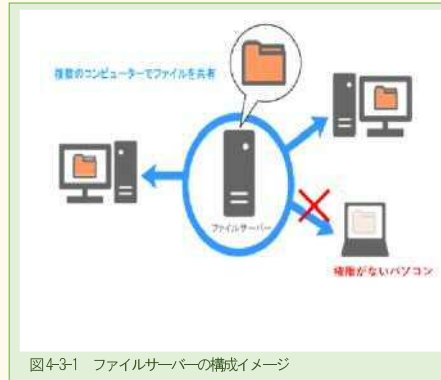 複数のコンピューターでファイルを共有
ファイルサーバー
権限がないパソコン
図4-3-1 ファイルサーバーの構成イメージ